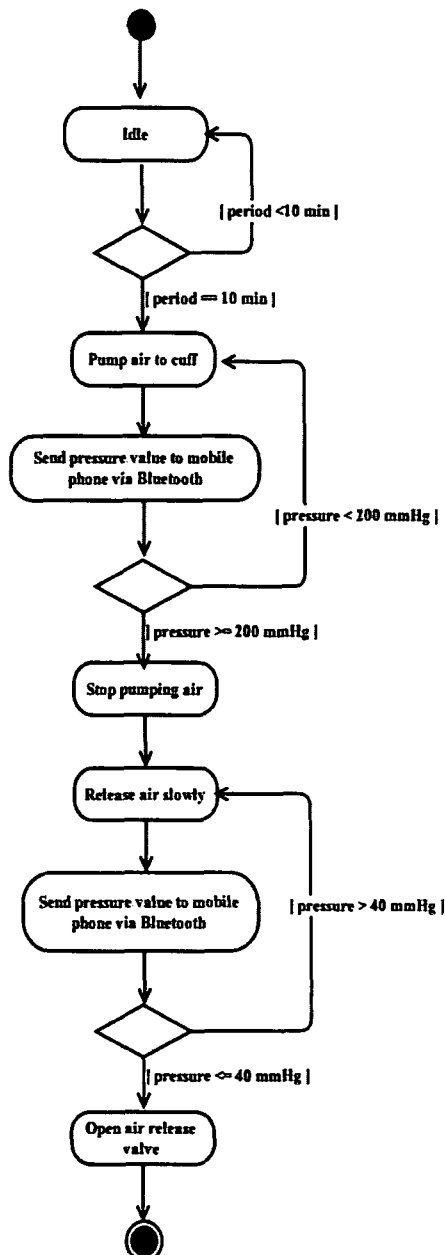 Idle
[ period <10 min ]
[ period == 10 min ]
Pump air to cuff
Send pressure value to mobile
phone via Bluetooth
[ pressure < 200 mmHg ]
[ pressure >= 200 mmHg ]
Stop pumping air
Release air slowly
Send pressure value to mobile
phone via Bluetooth
[ pressure > 40 mmHg ]
[ pressure <= 40 mmHg ]
Open air release
valve